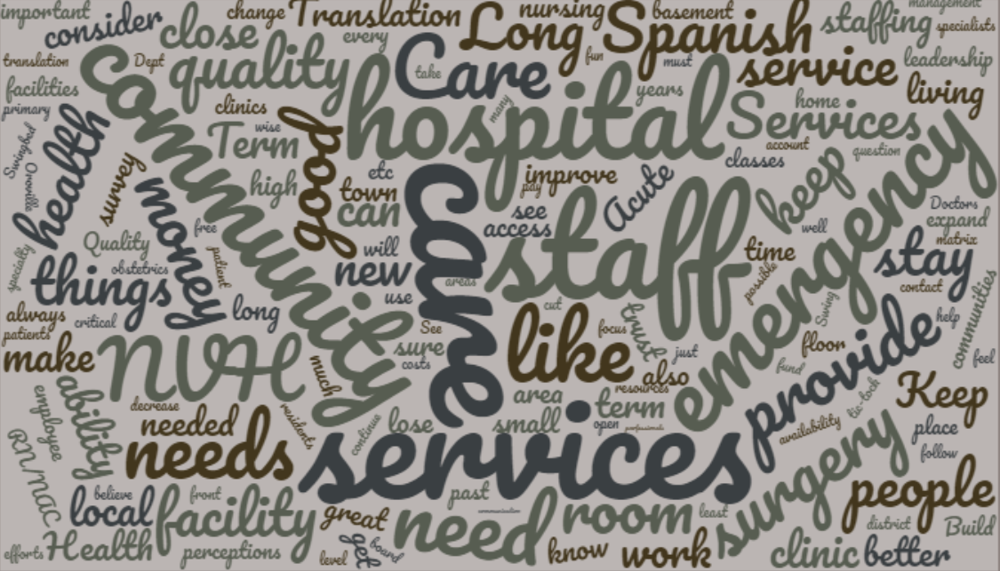 important
consider
close
change
Translation
every
Long
nursing
fun
Spanish
basement
must
staffing
management
specialists
translation
Dept
quality
Care
take
service
leadership
facilities
primary
community
clinics
wise
Term
good
hospital
many
years
Services
home
living
account
question
classes
Swingbed
Oroville
health
survey
money
high
etc
town
can
improve
pay
see
access
Acute
keep
emergency
Doctors
expand
matrix
well
free
Quality
specialty
obstetrics
patient
will
new
care
areas
staff
time
possible
stay
contact
things
always
critical
long
use
See
cut
trust
focus
just
Swing
help
communities
patients
make
NVH
sure
costs
like
also
resources
floor
fund
provide
feel
ability
employee
decrease
needed
much
residents
continue
lose
area
small
term
open
professionals
availability
tic-lock
Keep
place
follow
RN/NAC
needs
services
surgery
people
believe
front
local
facility
past
communication
room
least
district
Build
great
need
efforts
Health
perceptions
level
get
board
know
work
clinic
better